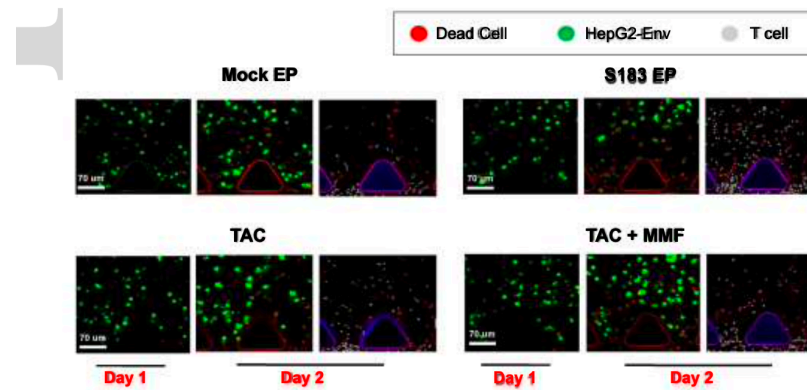 Dead Cell HepG2-Env T cell
Mock EP S183 EP
70 um 70 um
TAC TAC + MMF
70 um 70 um
Day 1 Day 2 Day 1 Day 2